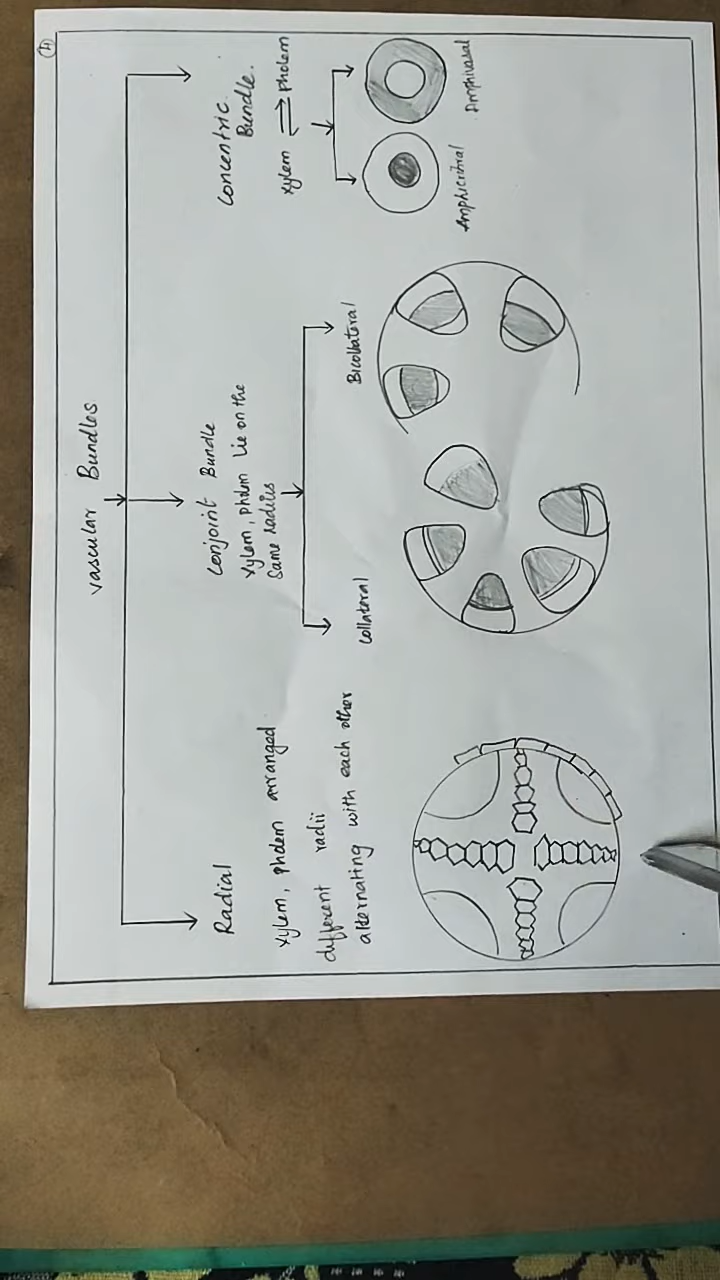 4
Vascular Bundles
Radial
xylem, phloem arranged
different radii
alternating with each other
Conjoint Bundle
xylem, phloem Lie on the
Same radius
Collateral
Bicollateral
Concentric
Bundle.
xylem ⇌ phloem
Amphicribral
Amphivasal